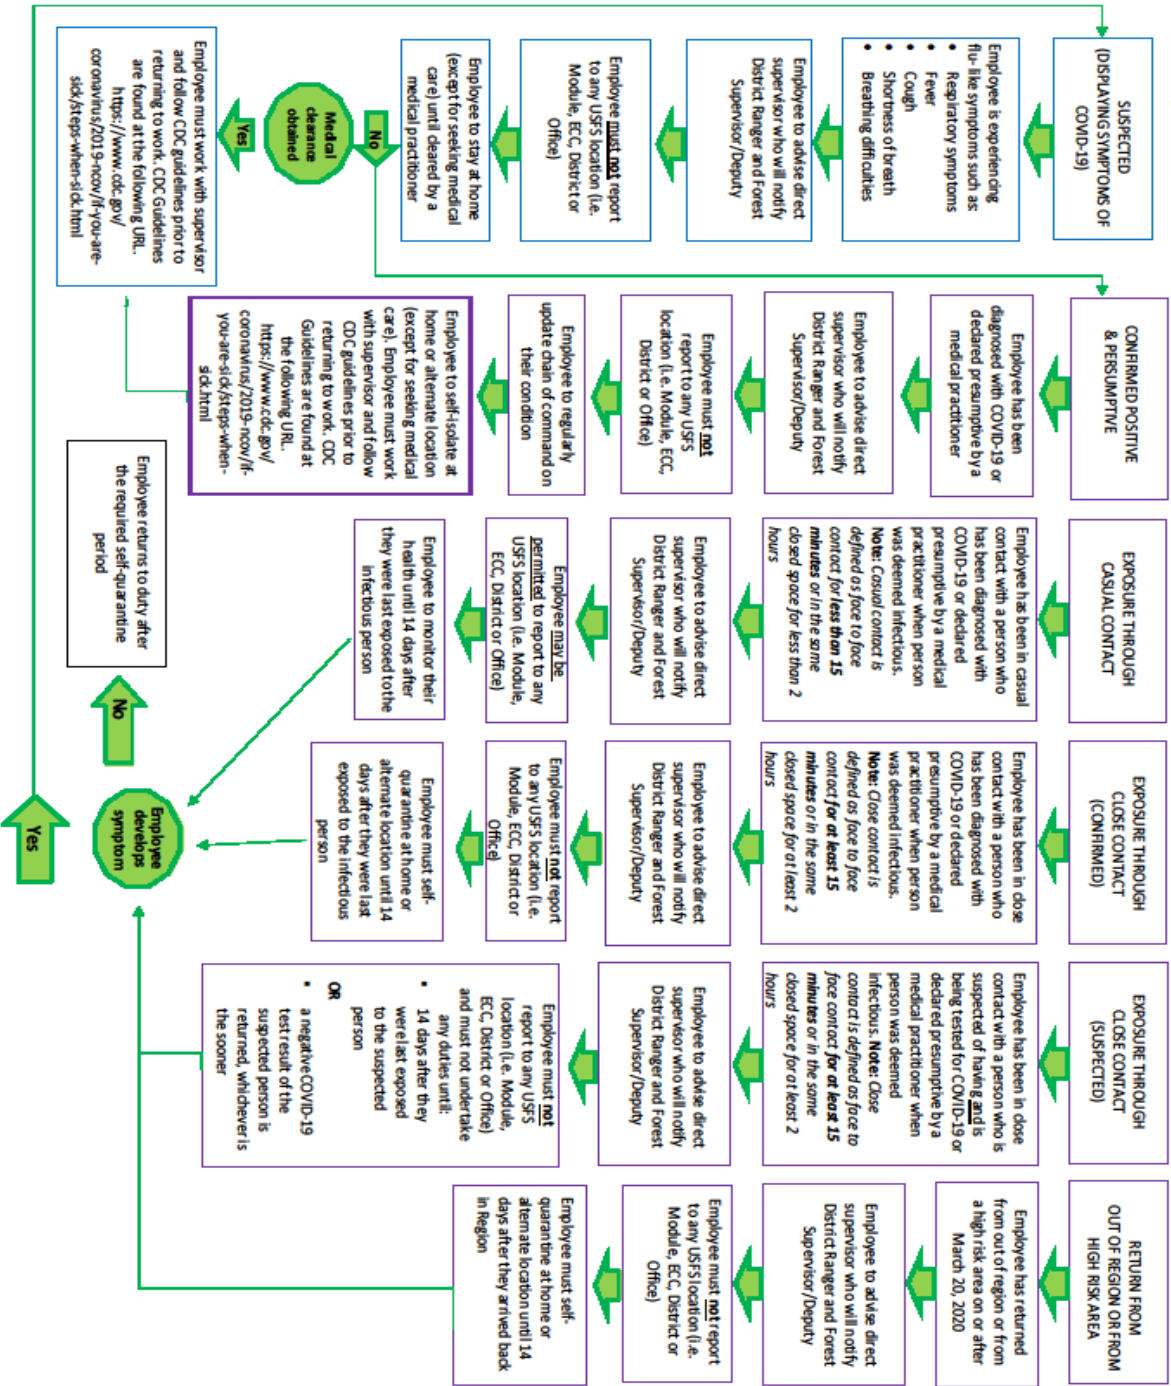 SUSPECTED
(DISPLAYING SYMPTOMS OF
COVID-19)
Employee is experiencing
flu- like symptoms such as:
• Respiratory symptoms
• Fever
• Cough
• Shortness of breath
• Breathing difficulties
Employee to advise direct
supervisor who will notify
District Ranger and Forest
Supervisor/Deputy
Employee must not report
to any USFS location (i.e.
Module, ECC, District or
Office)
Employee to stay at home
(except for seeking medical
care) until cleared by a
medical practitioner
No
Medical
clearance
obtained
Yes
Employee must work with supervisor
and follow CDC guidelines prior to
returning to work. CDC Guidelines
are found at the following URL.
https://www.cdc.gov/
coronavirus/2019-ncov/if-you-are-
sick/steps-when-sick.html
CONFIRMED POSITIVE
& PERSUMPTIVE
Employee has been
diagnosed with COVID-19 or
declared presumptive by a
medical practitioner
Employee to advise direct
supervisor who will notify
District Ranger and Forest
Supervisor/Deputy
Employee must not
report to any USFS
location (i.e. Module, ECC,
District or Office)
Employee to regularly
update chain of command on
their condition
Employee to self-isolate at
home or alternate location
(except for seeking medical
care). Employee must work
with supervisor and follow
CDC guidelines prior to
returning to work. CDC
Guidelines are found at
the following URL.
https://www.cdc.gov/
coronavirus/2019-ncov/if-
you-are-sick/steps-when-
sick.html
EXPOSURE THROUGH
CASUAL CONTACT
Employee has been in casual
contact with a person who
has been diagnosed with
COVID-19 or declared
presumptive by a medical
practitioner when person
was deemed infectious.
Note: Casual contact is
defined as face to face
contact for less than 15
minutes or in the same
closed space for less than 2
hours
Employee to advise direct
supervisor who will notify
District Ranger and Forest
Supervisor/Deputy
Employee may be
permitted to report to any
USFS location (i.e. Module,
ECC, District or Office)
Employee to monitor their
health until 14 days after
they were last exposed to the
infectious person
EXPOSURE THROUGH
CLOSE CONTACT
(CONFIRMED)
Employee has been in close
contact with a person who
has been diagnosed with
COVID-19 or declared
presumptive by a medical
practitioner when person
was deemed infectious.
Note: Close contact is
defined as face to face
contact for at least 15
minutes or in the same
closed space for at least 2
hours
Employee to advise direct
supervisor who will notify
District Ranger and Forest
Supervisor/Deputy
Employee must not report
to any USFS location (i.e.
Module, ECC, District or
Office)
Employee must self-
quarantine at home or
alternate location until 14
days after they were last
exposed to the infectious
person
EXPOSURE THROUGH
CLOSE CONTACT
(SUSPECTED)
Employee has been in close
contact with a person who is
suspected of having and is
being tested for COVID-19 or
declared presumptive by a
medical practitioner when
person was deemed
infectious. Note: Close
contact is defined as face to
face contact for at least 15
minutes or in the same
closed space for at least 2
hours
Employee to advise direct
supervisor who will notify
District Ranger and Forest
Supervisor/Deputy
Employee must not
report to any USFS
location (i.e. Module,
ECC, District or Office)
and must not undertake
any duties until:
▪ 14 days after they
were last exposed
to the suspected
person
OR
▪ a negative COVID-19
test result of the
suspected person is
returned, whichever is
the sooner
RETURN FROM
OUT OF REGION OR FROM
HIGH RISK AREA
Employee has returned
from out of region or from
a high risk area on or after
March 20, 2020
Employee to advise direct
supervisor who will notify
District Ranger and Forest
Supervisor/Deputy
Employee must not report
to any USFS location (i.e.
Module, ECC, District or
Office)
Employee must self-
quarantine at home or
alternate location until 14
days after they arrived back
in Region
Employee
develops
symptom
No
Employee returns to duty after
the required self-quarantine
period
Yes